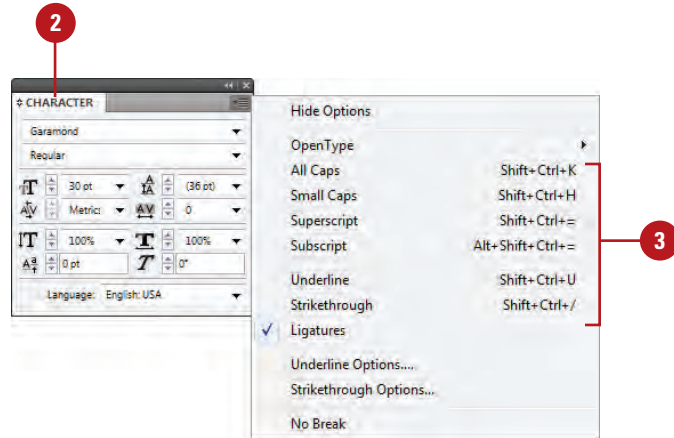 2
CHARACTER
Garamond
Regular
30 pt (36 pt)
Metrics 0
100% 100%
0 pt 0°
Language: English: USA
Hide Options
OpenType
All Caps Shift+Ctrl+K
Small Caps Shift+Ctrl+H
Superscript Shift+Ctrl+=
Subscript Alt+Shift+Ctrl+=
3
Underline Shift+Ctrl+U
Strikethrough Shift+Ctrl+/
Ligatures
Underline Options....
Strikethrough Options...
No Break